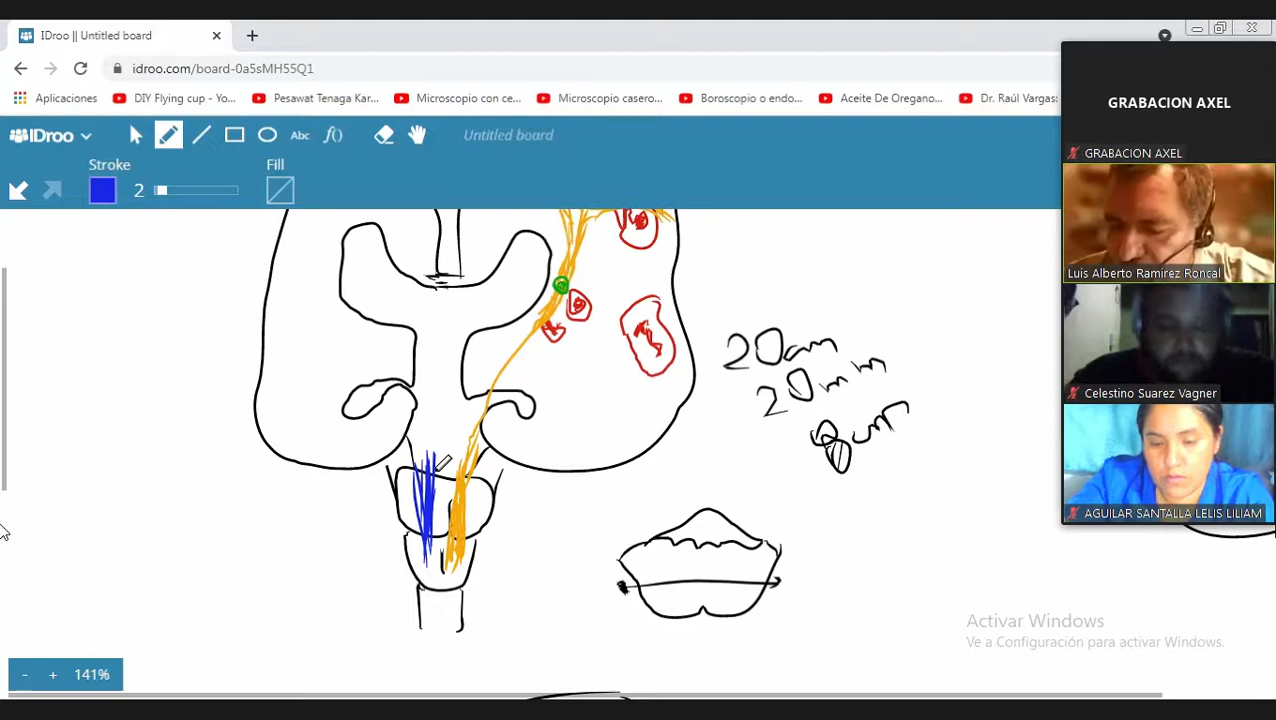 IDroo || Untitled board
idroo.com/board-0a5sMH55Q1
Aplicaciones
DIY Flying cup - Yo...
Pesawat Tenaga Kar...
Microscopio con ce...
Microscopio casero...
Boroscopio o endo...
Aceite De Oregano...
Dr. Raúl Vargas:
IDroo
Abc
f()
Untitled board
Stroke
Fill
2
GRABACION AXEL
GRABACION AXEL
Luis Alberto Ramirez Roncal
Celestino Suarez Vagner
AGUILAR SANTALLA LELIS LILIAM
20cm
20mm
Activar Windows
Ve a Configuración para activar Windows.
- + 141%